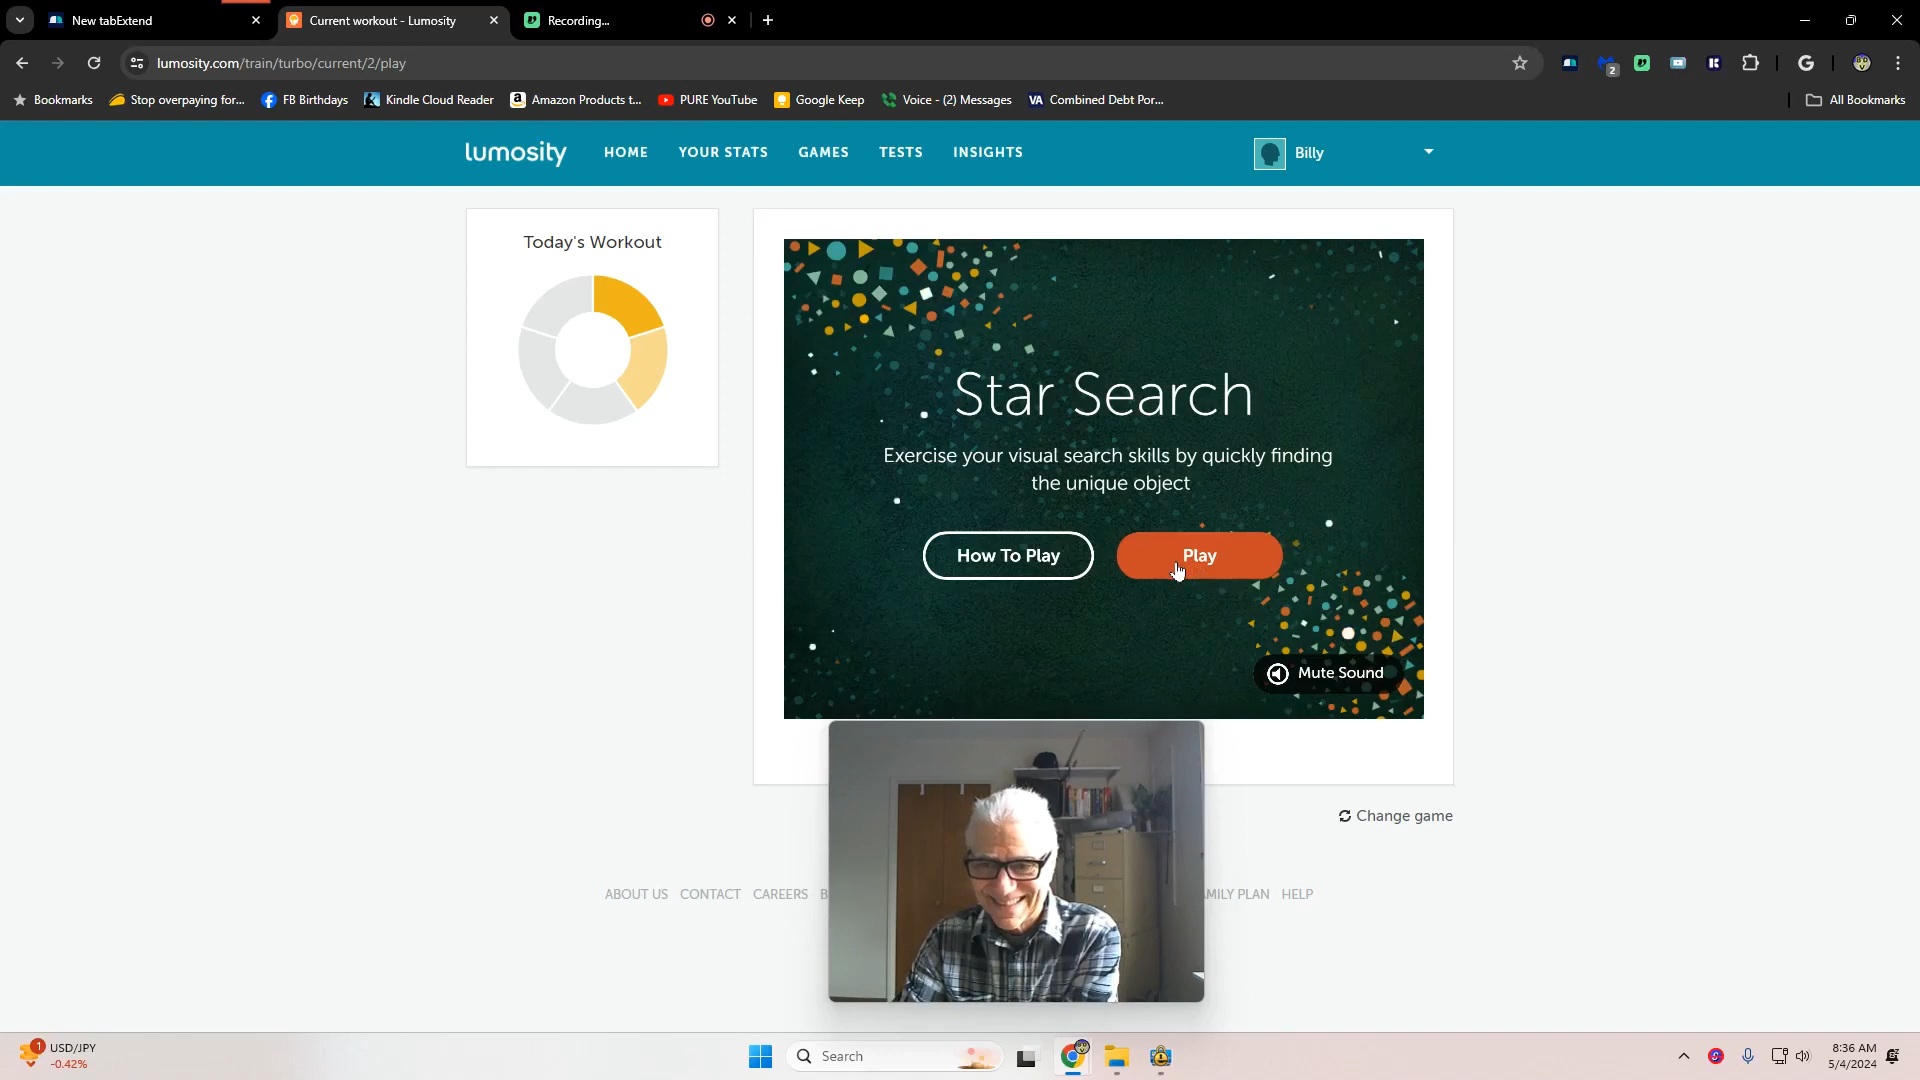 New tabExtend
Current workout - Lumosity
Recording...
lumosity.com/train/turbo/current/2/play
2
Bookmarks
Stop overpaying for...
FB Birthdays
Kindle Cloud Reader
Amazon Products t...
PURE YouTube
Google Keep
Voice - (2) Messages
VA Combined Debt Por...
All Bookmarks
lumosity
HOME
YOUR STATS
GAMES
TESTS
INSIGHTS
Billy
Today's Workout
Star Search
Exercise your visual search skills by quickly finding
the unique object
How To Play
Play
Mute Sound
Change game
ABOUT US
CONTACT
CAREERS
B
AMILY PLAN
HELP
1
USD/JPY
-0.42%
Search
8:36 AM
5/4/2024